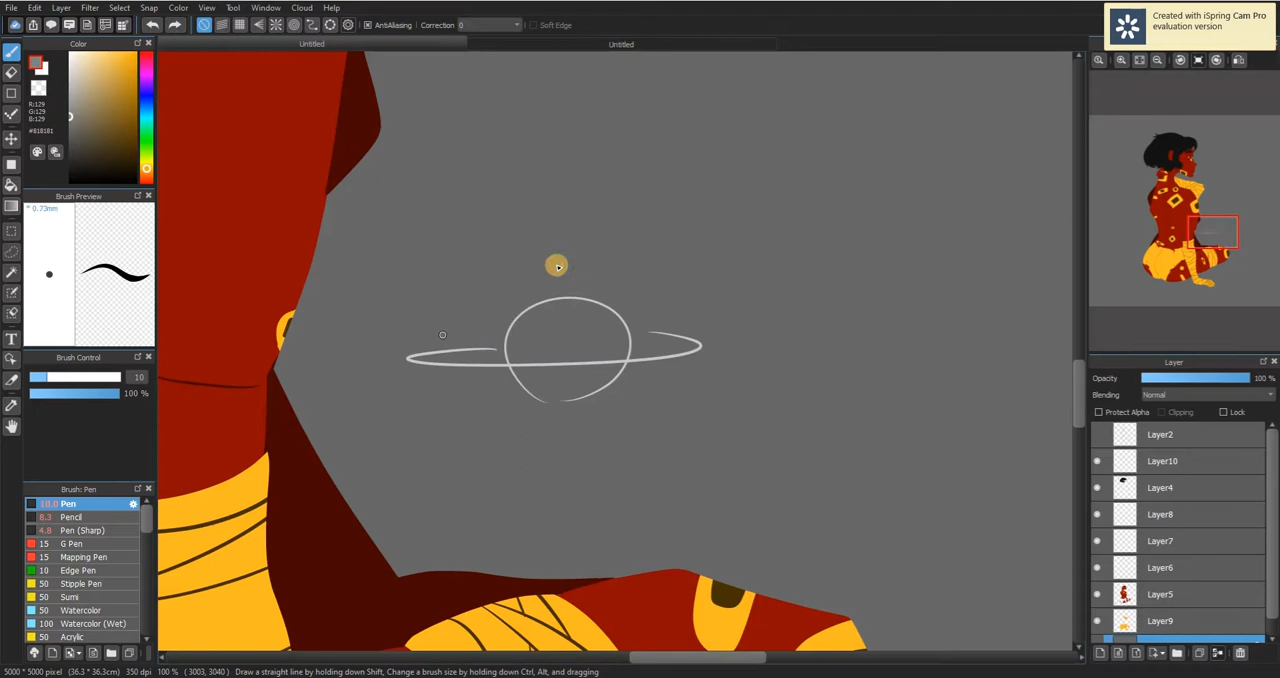 File Edit Layer Filter Select Snap Color View Tool Window Help Cloud
Created with iSpring Cam Pro
evaluation version
AntiAliasing Correction 0 Soft Edge
Color
Untitled
Untitled
R:129
G:129
B:129
#818181
Brush Preview
* 0.73mm
Brush Control
10
100 %
Brush: Pen
10.0 Pen
8.3 Pencil
4.8 Pen (Sharp)
15 G Pen
15 Mapping Pen
10 Edge Pen
50 Stipple Pen
50 Sumi
50 Watercolor
100 Watercolor (Wet)
50 Acrylic
Layer
Opacity 100 %
Blending Normal
Protect Alpha Clipping Lock
Layer2
Layer10
Layer4
Layer8
Layer7
Layer6
Layer5
Layer9
5000 * 5000 pixel (36.3 * 36.3cm) 350 dpi 100 % (3003, 3040) Draw a straight line by holding down Shift, Change a brush size by holding down Ctrl, Alt, and dragging